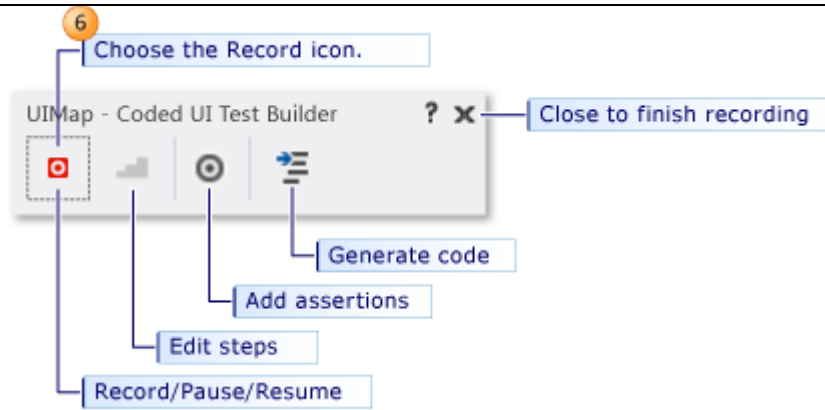 6
Choose the Record icon.
UIMap - Coded UI Test Builder ? X
Close to finish recording
Generate code
Add assertions
Edit steps
Record/Pause/Resume